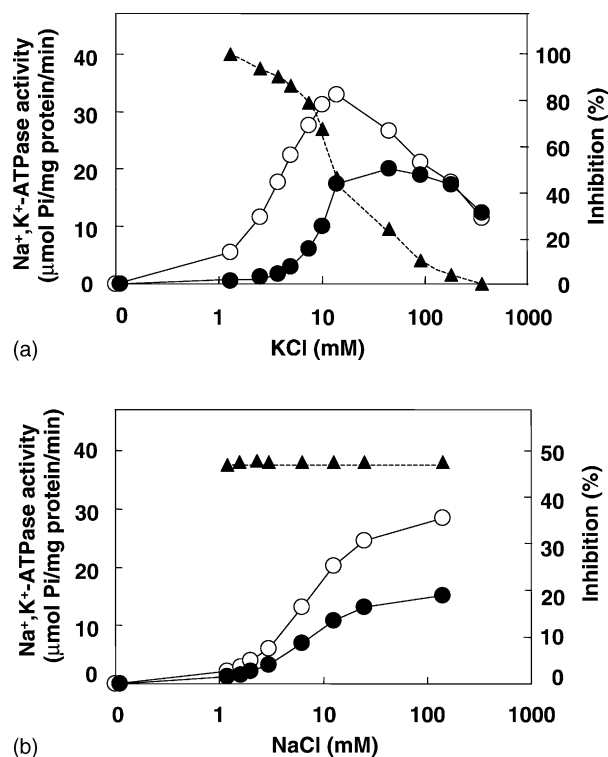 Na⁺,K⁺-ATPase activity
(μmol Pi/mg protein/min)
40
30
20
10
0
100
80
60
40
20
0
Inhibition (%)
0 1 10 100 1000
KCl (mM)
(a)
Na⁺,K⁺-ATPase activity
(μmol Pi/mg protein/min)
40
30
20
10
0
50
40
30
20
10
0
Inhibition (%)
0 1 10 100 1000
NaCl (mM)
(b)